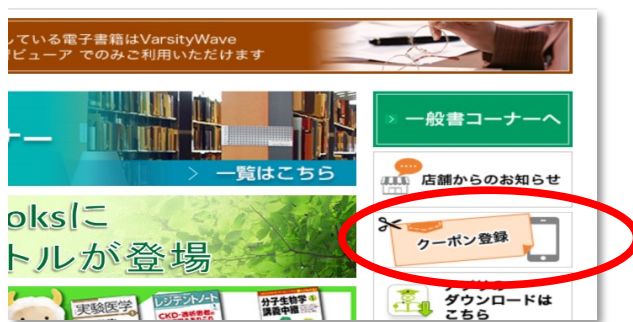 ている電子書籍はVarsityWave
ビューア でのみご利用いただけます
ナー
> 一覧はこちら
> 一般書コーナーへ
店舗からのお知らせ
oksに
トルが登場
クーポン登録
ダウンロードは
こちら
実験医学
レジデントノート
分子生物学
講義中継